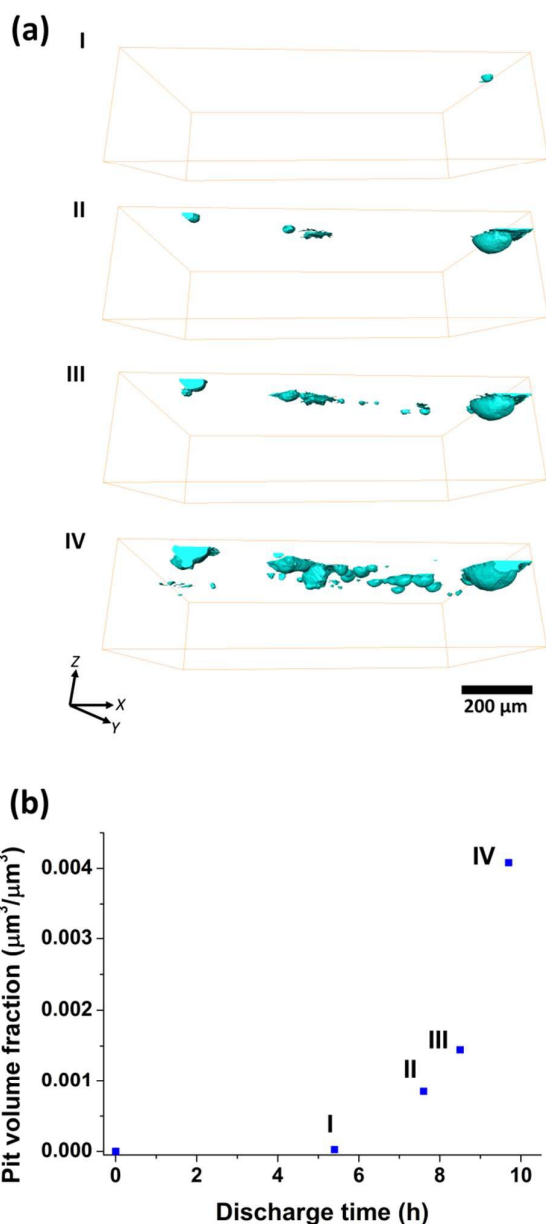 (a)
I
II
III
IV
Z
X
Y
200 μm
(b)
Pit volume fraction (μm³/μm³)
0.004
0.003
0.002
0.001
0.000
IV
III
II
I
0 2 4 6 8 10
Discharge time (h)